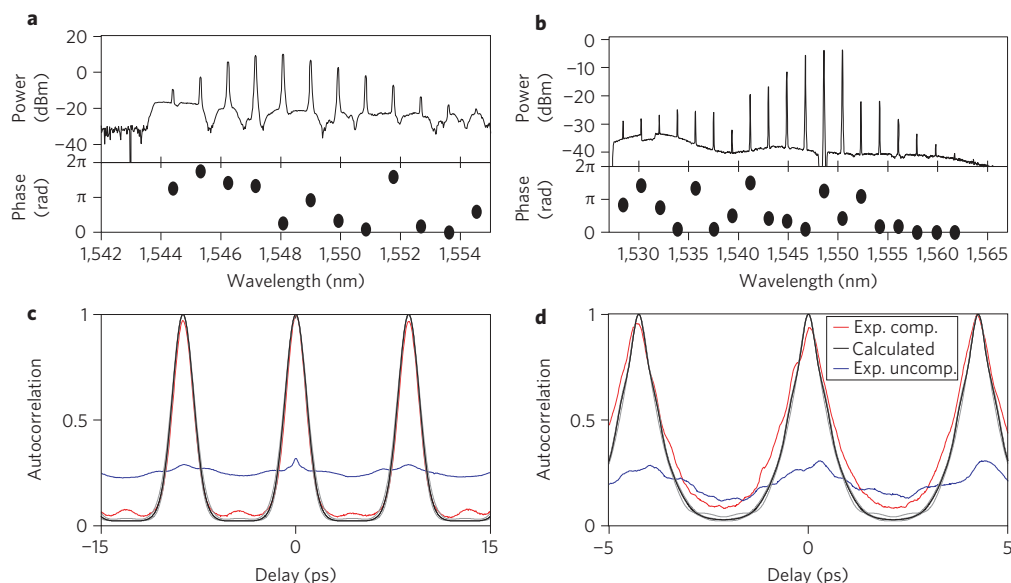 a
20
0
−20
−40
Power
(dBm)
2π
π
0
Phase
(rad)
1,542
1,544
1,546
1,548
1,550
1,552
1,554
Wavelength (nm)
b
0
−10
−20
−30
−40
Power
(dBm)
2π
π
0
Phase
(rad)
1,530
1,535
1,540
1,545
1,550
1,555
1,560
1,565
Wavelength (nm)
c
1
0.5
0
Autocorrelation
−15
0
15
Delay (ps)
d
1
0.5
0
Autocorrelation
Exp. comp.
Calculated
Exp. uncomp.
−5
0
5
Delay (ps)